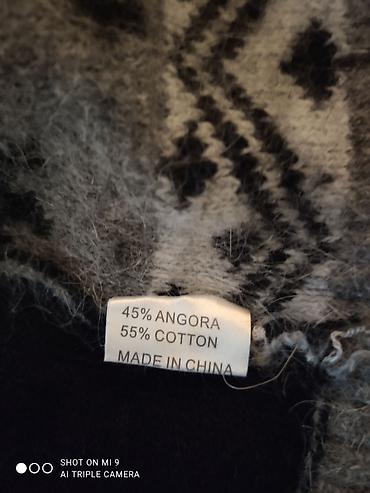 45% ANGORA
55% COTTON
MADE IN CHINA
SHOT ON MI 9
AI TRIPLE CAMERA